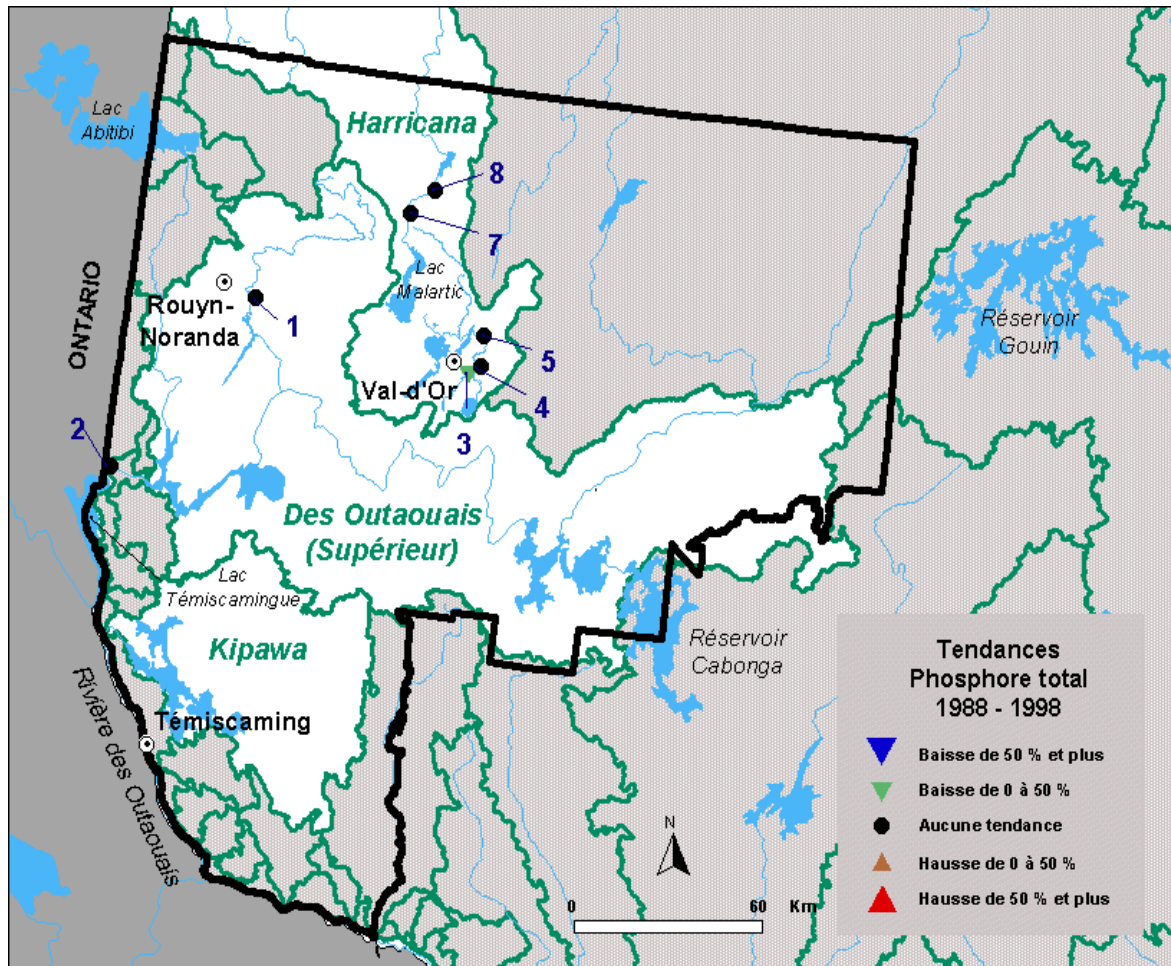 Lac
Abitibi
Harricana
8
7
ONTARIO
Rouyn-
Noranda
1
Lac
Malartic
5
Val-d'Or
4
3
Réservoir
Gouin
2
Des Outaouais
(Supérieur)
Lac
Témiscamingue
Kipawa
Réservoir
Cabonga
Témiscaming
Rivière des Outaouais
Tendances
Phosphore total
1988 - 1998
Baisse de 50 % et plus
Baisse de 0 à 50 %
Aucune tendance
Hausse de 0 à 50 %
Hausse de 50 % et plus
N
0 60 Km